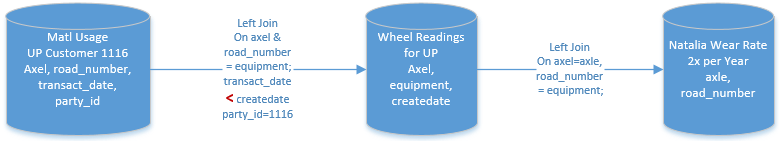 Matl Usage
UP Customer 1116
Axel, road_number,
transact_date,
party_id
Left Join
On axel &
road_number
= equipment;
transact_date
< createdate
party_id=1116
Wheel Readings
for UP
Axel,
equipment,
createdate
Left Join
On axel=axle,
road_number
= equipment;
Natalia Wear Rate
2x per Year
axle,
road_number